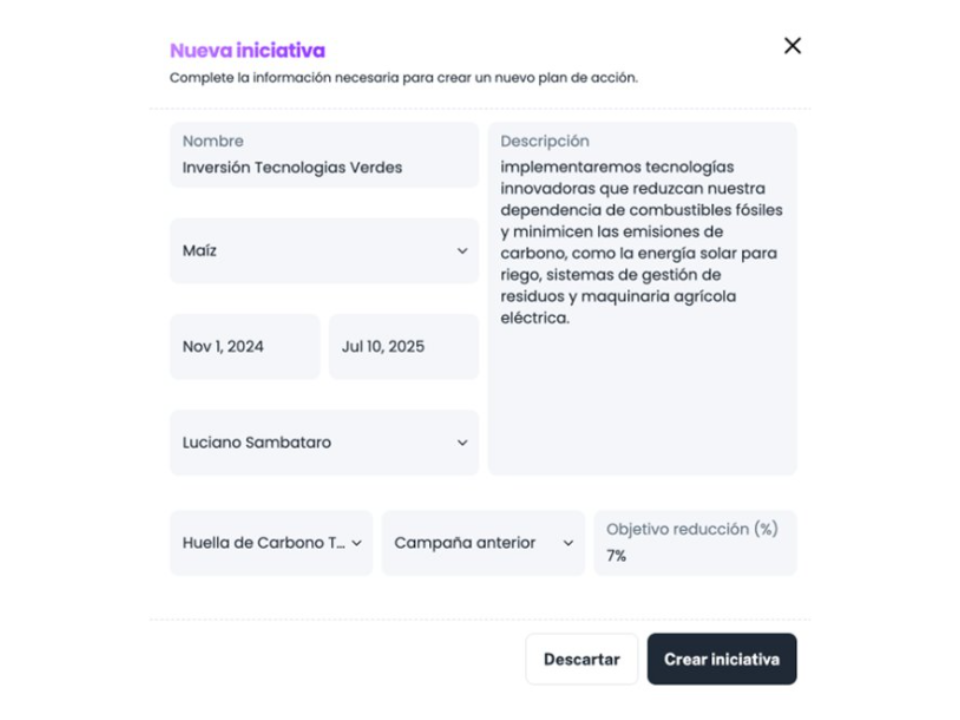 Nueva iniciativa
Complete la información necesaria para crear un nuevo plan de acción.
Nombre
Inversión Tecnologias Verdes
Maíz
Nov 1, 2024
Jul 10, 2025
Luciano Sambataro
Descripción
implementaremos tecnologías
innovadoras que reduzcan nuestra
dependencia de combustibles fósiles
y minimicen las emisiones de
carbono, como la energía solar para
riego, sistemas de gestión de
residuos y maquinaria agrícola
eléctrica.
Huella de Carbono T...
Campaña anterior
Objetivo reducción (%)
7%
Descartar
Crear iniciativa